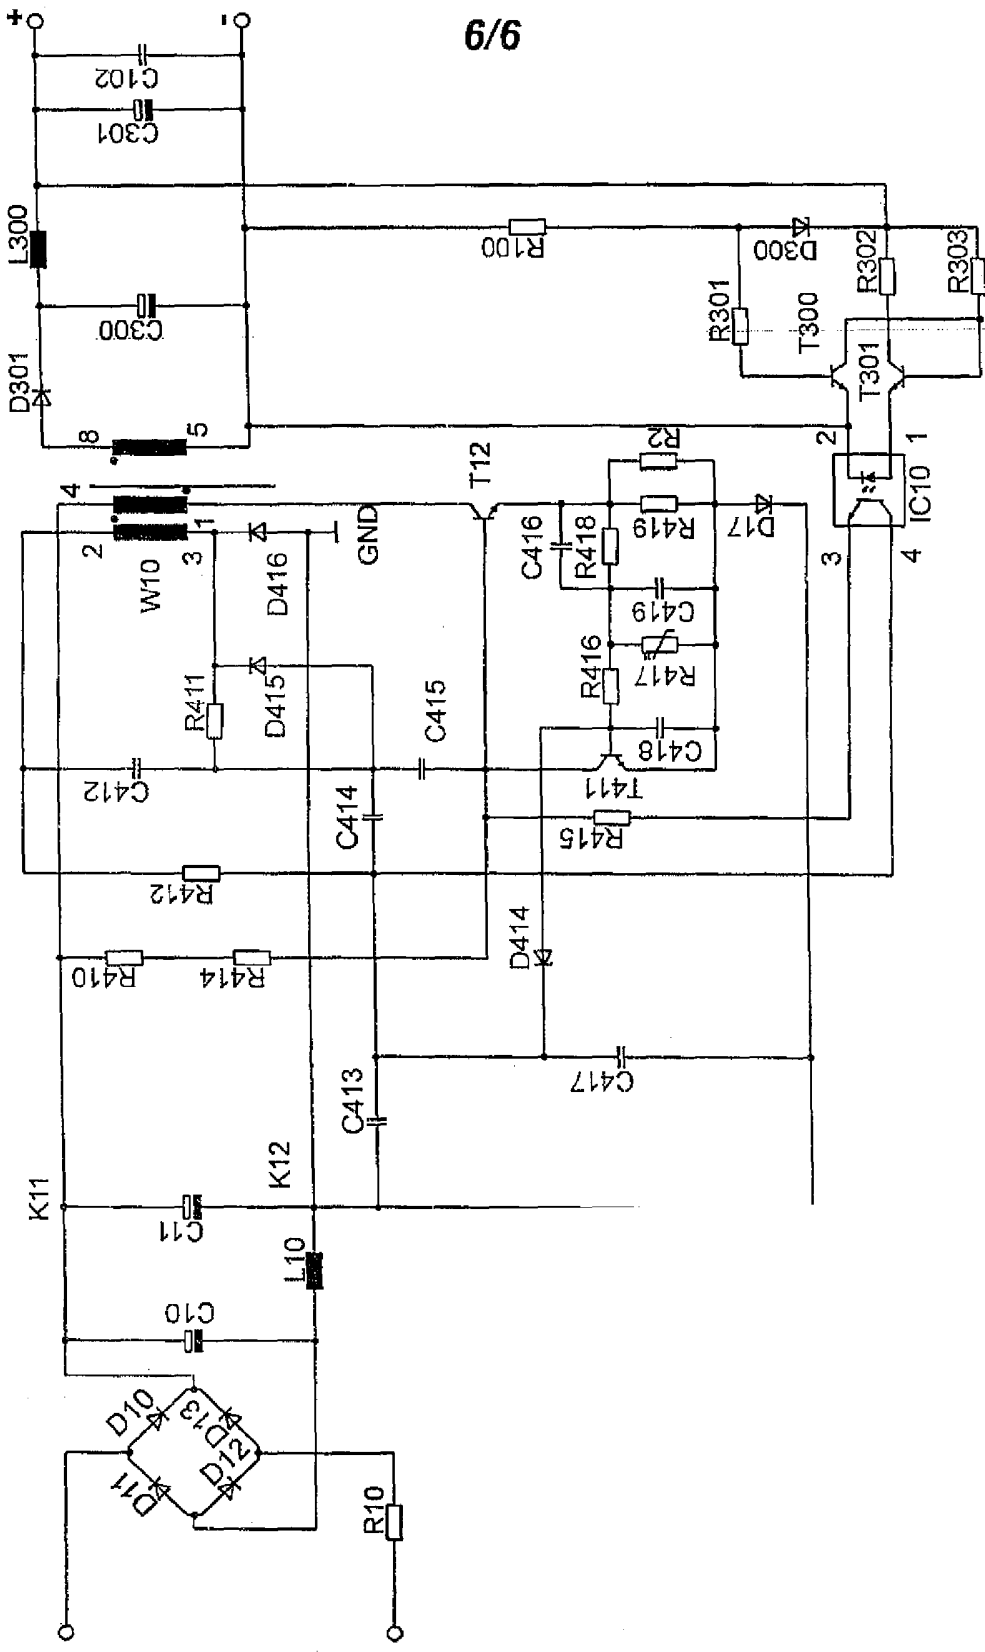 6/6
+
-
C102
C301
L300
C300
D301
R100
D300
R301
T300
R302
R303
T301
8
5
4
2
1
3
W10
D416
GND
T12
R2
R419
D17
C416
R418
C419
R417
R416
C418
T411
R415
2
1
3
4
IC10
R411
D415
C415
C412
C414
R412
D414
R410
R414
C413
C417
K11
K12
C11
L10
C10
D10
D13
D11
D12
R10